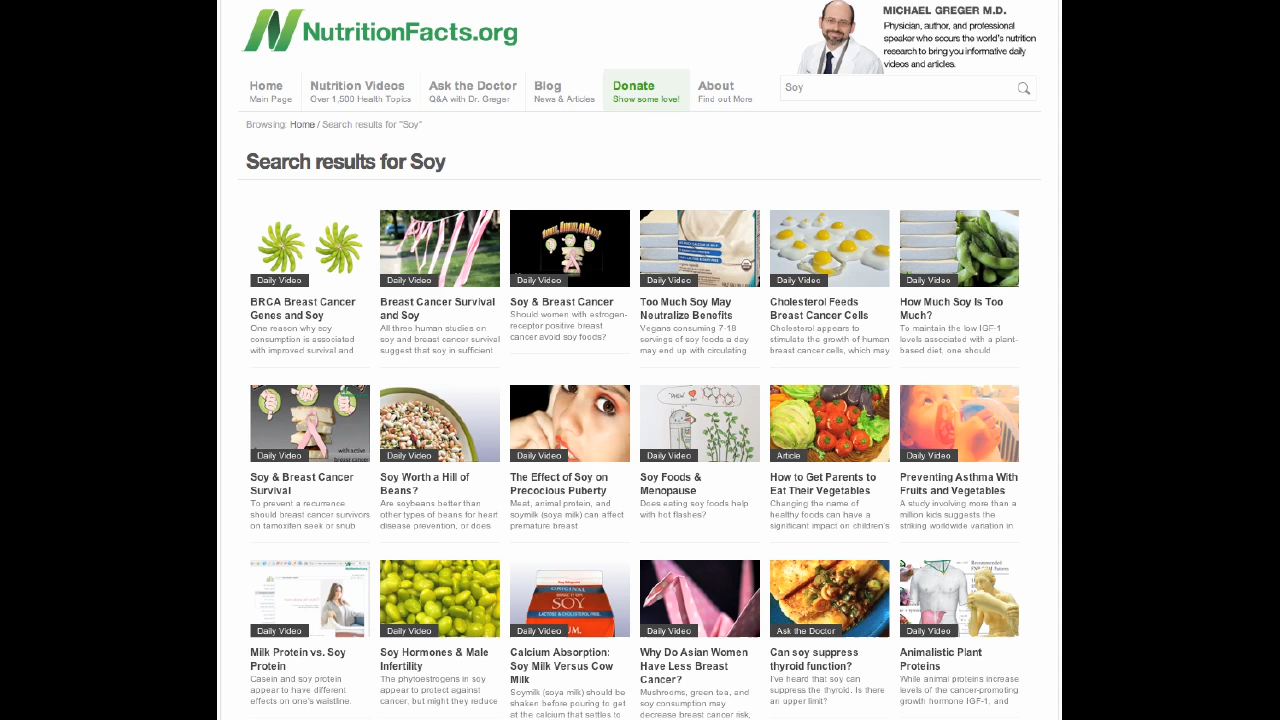 NutritionFacts.org
MICHAEL GREGER M.D.
Physician, author, and professional
speaker who scours the world's nutrition
research to bring you informative daily
videos and articles.
Home
Main Page
Nutrition Videos
Over 1,500 Health Topics
Ask the Doctor
Q&A with Dr. Greger
Blog
News & Articles
Donate
Show some love!
About
Find out More
Soy
Browsing: Home / Search results for "Soy"
Search results for Soy
Daily Video
BRCA Breast Cancer
Genes and Soy
One reason why soy
consumption is associated
with improved survival and
Daily Video
Breast Cancer Survival
and Soy
All three human studies on
soy and breast cancer survival
suggest that soy in sufficient
Daily Video
Soy & Breast Cancer
Should women with estrogen-
receptor positive breast
cancer avoid soy foods?
Daily Video
Too Much Soy May
Neutralize Benefits
Vegans consuming 7-18
servings of soy foods a day
may end up with circulating
Daily Video
Cholesterol Feeds
Breast Cancer Cells
Cholesterol appears to
stimulate the growth of human
breast cancer cells, which may
Daily Video
How Much Soy Is Too
Much?
To maintain the low IGF-1
levels associated with a plant-
based diet, one should
with active
breast cancer
Daily Video
Soy & Breast Cancer
Survival
To prevent a recurrence
should breast cancer survivors
on tamoxifen seek or snub
Daily Video
Soy Worth a Hill of
Beans?
Are soybeans better than
other types of beans for heart
disease prevention, or does
Daily Video
The Effect of Soy on
Precocious Puberty
Meat, animal protein, and
soymilk (soya milk) can affect
premature breast
Daily Video
Soy Foods &
Menopause
Does eating soy foods help
with hot flashes?
Article
How to Get Parents to
Eat Their Vegetables
Changing the name of
healthy foods can have a
significant impact on children's
Daily Video
Preventing Asthma With
Fruits and Vegetables
A study involving more than a
million kids suggests the
striking worldwide variation in
Daily Video
Milk Protein vs. Soy
Protein
Casein and soy protein
appear to have different
effects on one's waistline.
Daily Video
Soy Hormones & Male
Infertility
The phytoestrogens in soy
appear to protect against
cancer, but might they reduce
SOY
LACTOSE & CHOLESTEROL FREE
Daily Video
Calcium Absorption:
Soy Milk Versus Cow
Milk
Soymilk (soya milk) should be
shaken before pouring to get
at the calcium that settles to
Daily Video
Why Do Asian Women
Have Less Breast
Cancer?
Mushrooms, green tea, and
soy consumption may
decrease breast cancer risk,
Ask the Doctor
Can soy suppress
thyroid function?
I've heard that soy can
suppress the thyroid. Is there
an upper limit?
Recommended
Daily Video
Animalistic Plant
Proteins
While animal proteins increase
levels of the cancer-promoting
growth hormone IGF-1, and